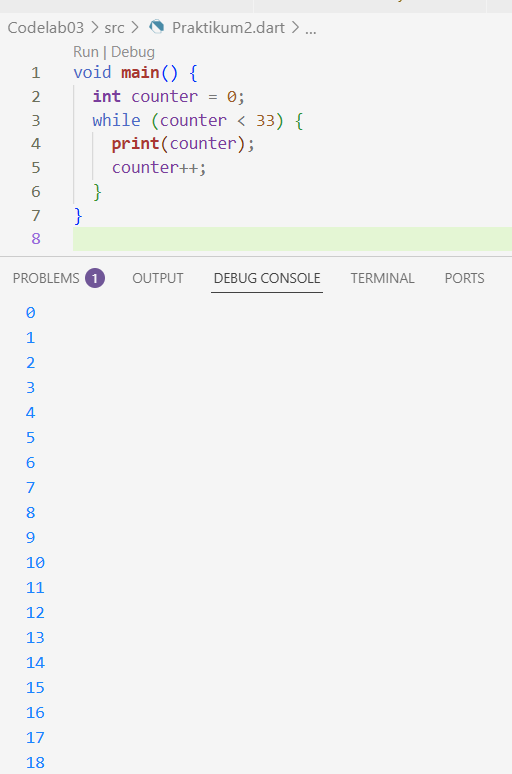 Codelab03 > src > Praktikum2.dart > ...
Run | Debug
1 void main() {
2 int counter = 0;
3 while (counter < 33) {
4 print(counter);
5 counter++;
6 }
7 }
8
PROBLEMS 1 OUTPUT DEBUG CONSOLE TERMINAL PORTS
0
1
2
3
4
5
6
7
8
9
10
11
12
13
14
15
16
17
18